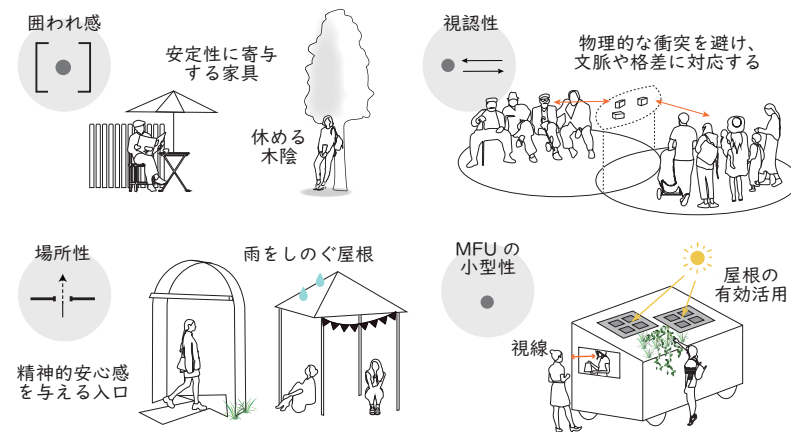 囲われ感
安定性に寄与
する家具
休める
木陰
視認性
物理的な衝突を避け、
文脈や格差に対応する
場所性
雨をしのぐ屋根
精神的安心感
を与える入口
MFU の
小型性
屋根の
有効活用
視線